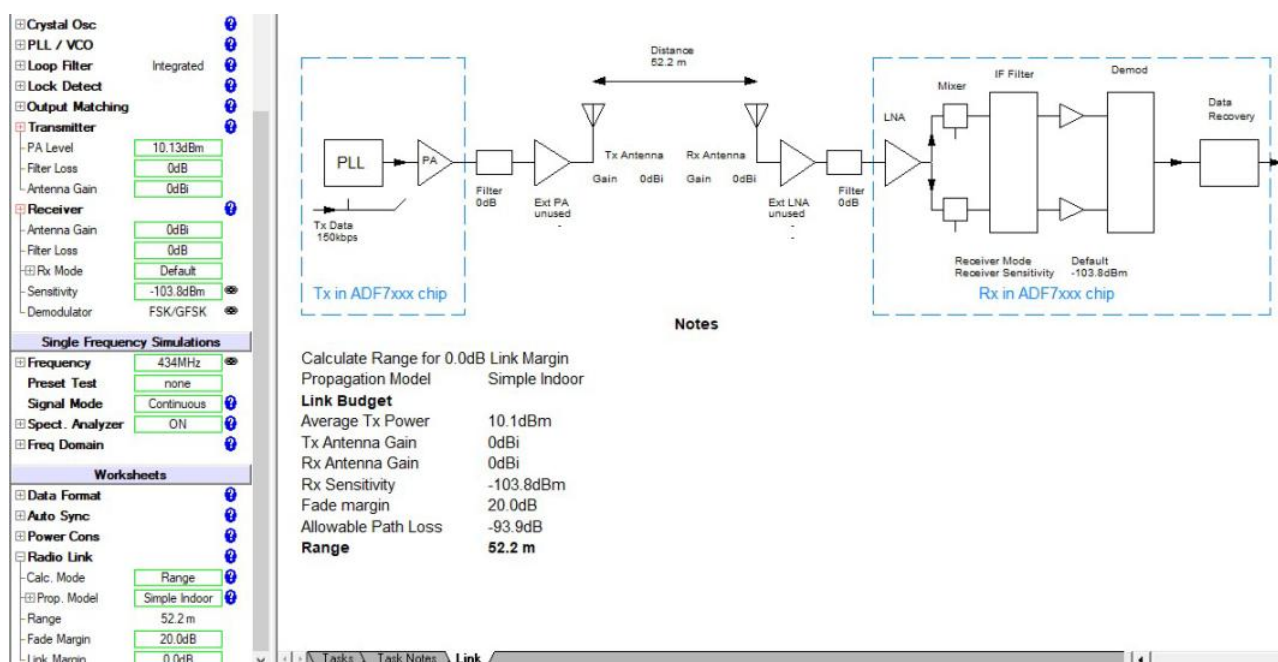 Crystal Osc
PLL / VCO
Loop Filter Integrated
Lock Detect
Output Matching
Transmitter
PA Level 10.13dBm
Filter Loss 0dB
Antenna Gain 0dBi
Receiver
Antenna Gain 0dBi
Filter Loss 0dB
Rx Mode Default
Sensitivity -103.8dBm
Demodulator FSK/GFSK
Single Frequency Simulations
Frequency 434MHz
Preset Test none
Signal Mode Continuous
Spect. Analyzer ON
Freq Domain
Worksheets
Data Format
Auto Sync
Power Cons
Radio Link
Calc. Mode Range
Prop. Model Simple Indoor
Range 52.2 m
Fade Margin 20.0dB
Link Margin 0.0dB
Distance
52.2 m
PLL
PA
Tx Data
150kbps
Tx in ADF7xxx chip
Filter
0dB
Ext PA
unused
-
Tx Antenna
Gain 0dBi
Rx Antenna
Gain 0dBi
Ext LNA
unused
-
-
Filter
0dB
LNA
Mixer
IF Filter
Demod
Data
Recovery
Receiver Mode Default
Receiver Sensitivity -103.8dBm
Rx in ADF7xxx chip
Notes
Calculate Range for 0.0dB Link Margin
Propagation Model Simple Indoor
Link Budget
Average Tx Power 10.1dBm
Tx Antenna Gain 0dBi
Rx Antenna Gain 0dBi
Rx Sensitivity -103.8dBm
Fade margin 20.0dB
Allowable Path Loss -93.9dB
Range 52.2 m
Tasks Task Notes Link